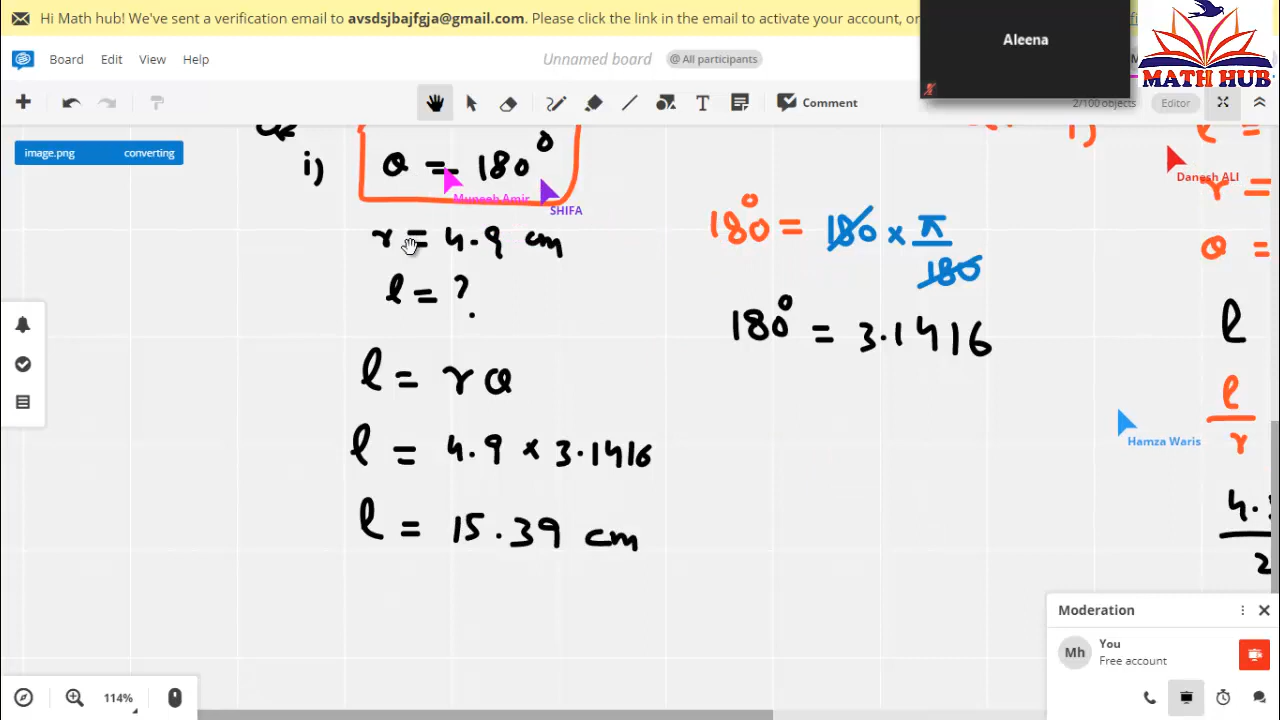 Hi Math hub! We've sent a verification email to avsdsjbajfgja@gmail.com. Please click the link in the email to activate your account, or
Aleena
MATH HUB
Board Edit View Help
Unnamed board
@ All participants
Comment
2/100 objects
Editor
image.png converting
i) θ = 180°
Muneeb Amir
SHIFA
r = 4.9 cm
l = ?
l = rθ
l = 4.9 × 3.1416
l = 15.39 cm
180° = 180 × π/180
180° = 3.1416
i)
l =
Danesh ALI
r =
θ =
l
Hamza Waris
l/r
Moderation
Mh
You
Free account
114%